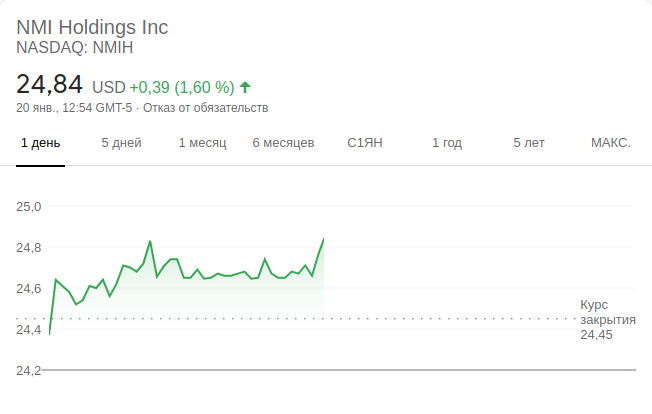 NMI Holdings Inc
NASDAQ: NMIH
24,84 USD +0,39 (1,60 %)
20 янв., 12:54 GMT-5 · Отказ от обязательств
1 день 5 дней 1 месяц 6 месяцев С1ЯН 1 год 5 лет МАКС.
25,0
24,8
24,6
Курс
закрытия
24,45
24,4
24,2